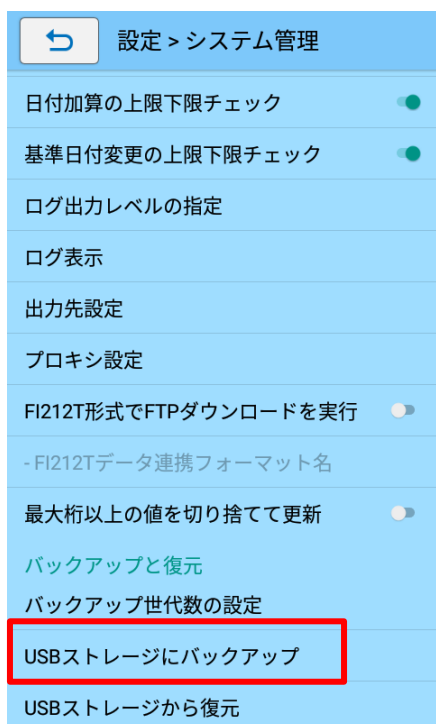 設定 > システム管理
日付加算の上限下限チェック
基準日付変更の上限下限チェック
ログ出力レベルの指定
ログ表示
出力先設定
プロキシ設定
FI212T形式でFTPダウンロードを実行
- FI212Tデータ連携フォーマット名
最大桁以上の値を切り捨てて更新
バックアップと復元
バックアップ世代数の設定
USBストレージにバックアップ
USBストレージから復元